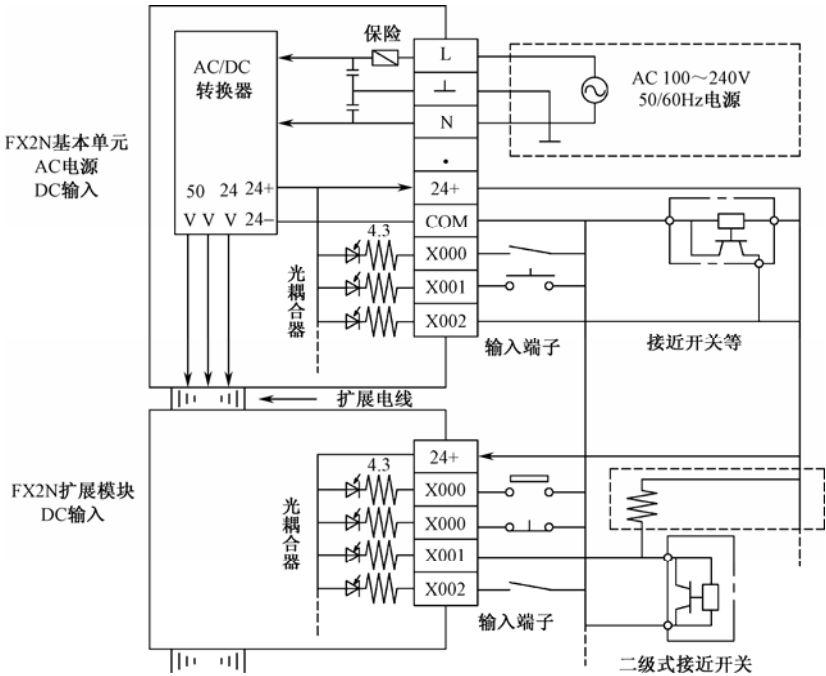 保险
L
AC/DC
转换器
AC 100～240V
50/60Hz电源
N
FX2N基本单元
AC电源
DC输入
50 24 24+
24+
V V V 24−
COM
4.3
X000
光耦合器
X001
X002
输入端子
接近开关等
扩展电线
24+
4.3
FX2N扩展模块
DC输入
X000
光耦合器
X000
X001
X002
输入端子
二级式接近开关